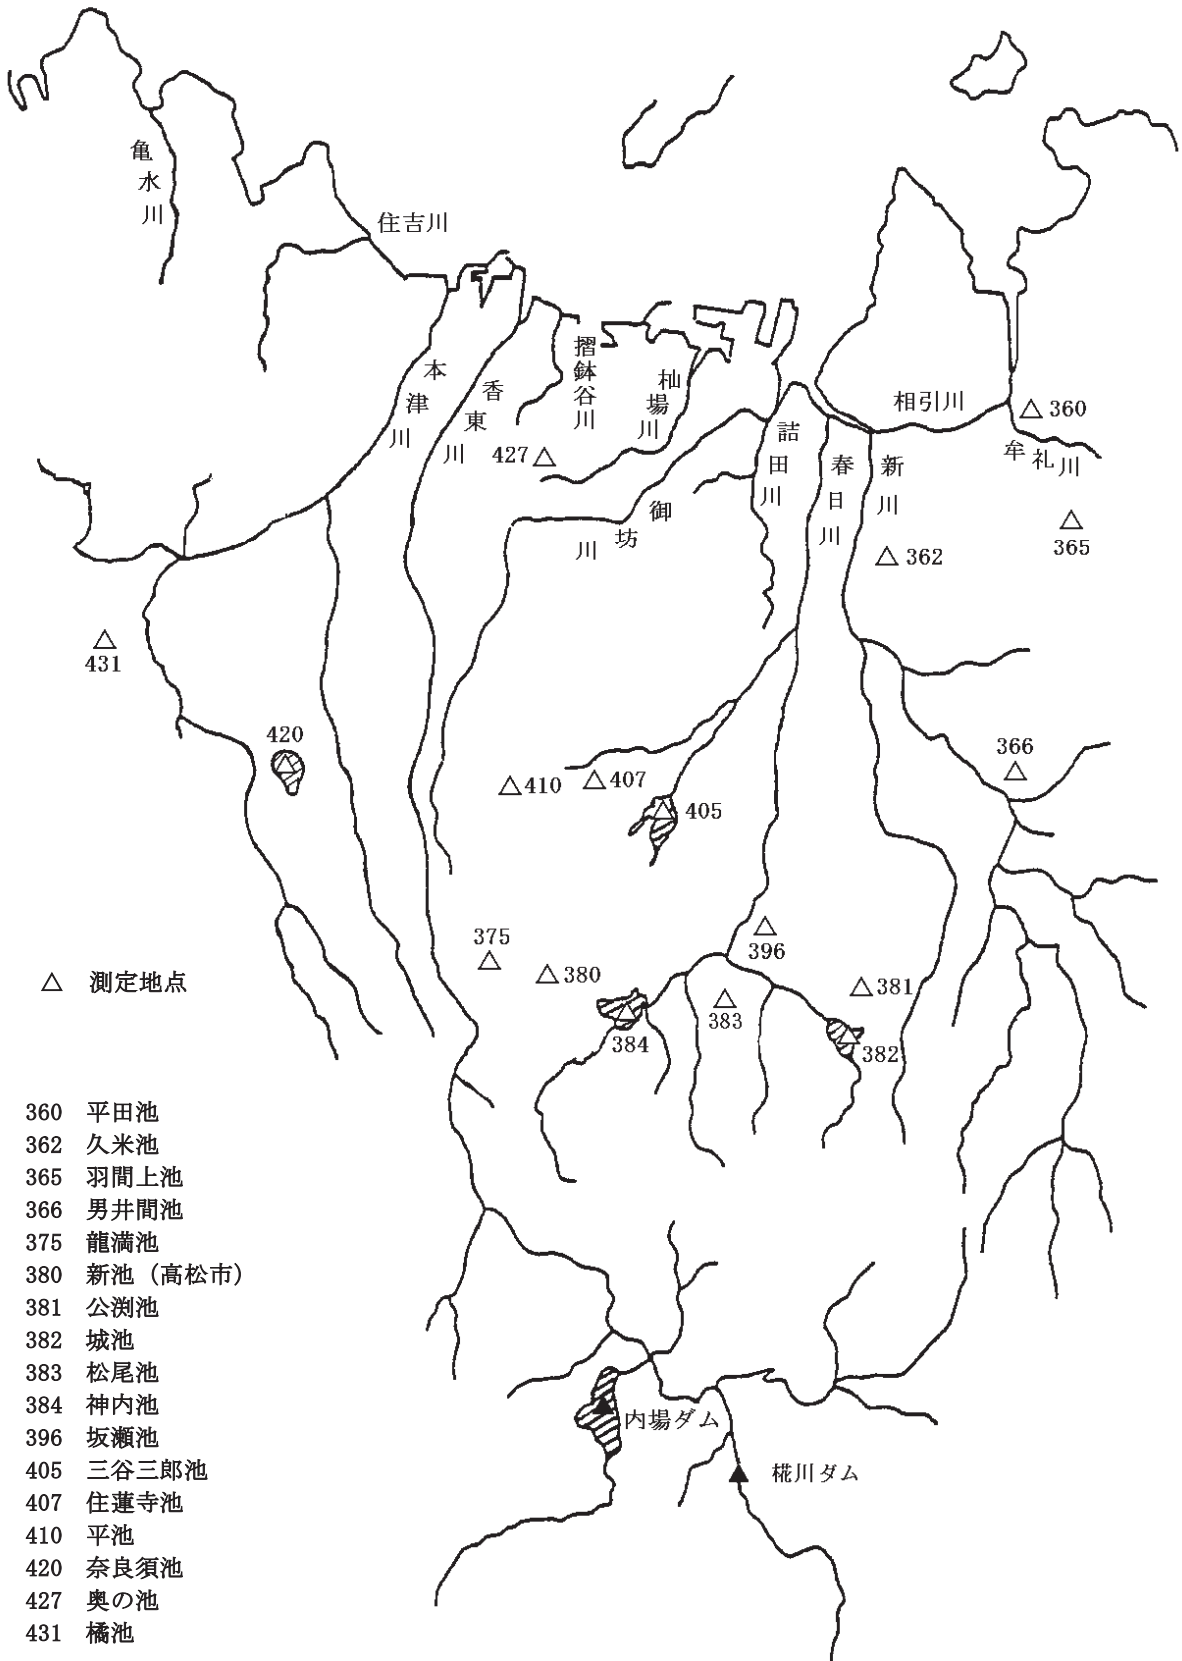 亀水川
住吉川
本津川
香東川
摺鉢谷川
杣場川
相引川
360
詰田川
春日川
新川
牟礼川
427
御坊川
362
365
431
420
366
410
407
405
375
380
396
381
383
384
382
△ 測定地点
360 平田池
362 久米池
365 羽間上池
366 男井間池
375 龍満池
380 新池（高松市）
381 公渕池
382 城池
383 松尾池
384 神内池
396 坂瀬池
405 三谷三郎池
407 住蓮寺池
410 平池
420 奈良須池
427 奥の池
431 橘池
内場ダム
椛川ダム